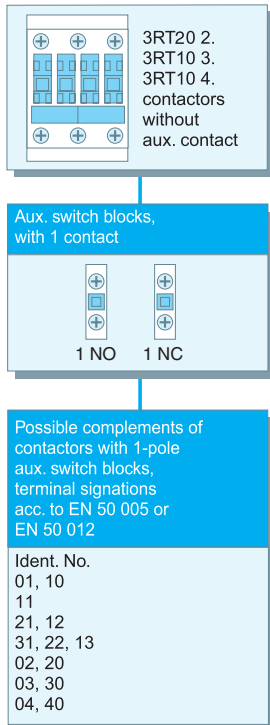 3RT20 2.
3RT10 3.
3RT10 4.
contactors
without
aux. contact
Aux. switch blocks,
with 1 contact
1 NO 1 NC
Possible complements of
contactors with 1-pole
aux. switch blocks,
terminal signations
acc. to EN 50 005 or
EN 50 012
Ident. No.
01, 10
11
21, 12
31, 22, 13
02, 20
03, 30
04, 40